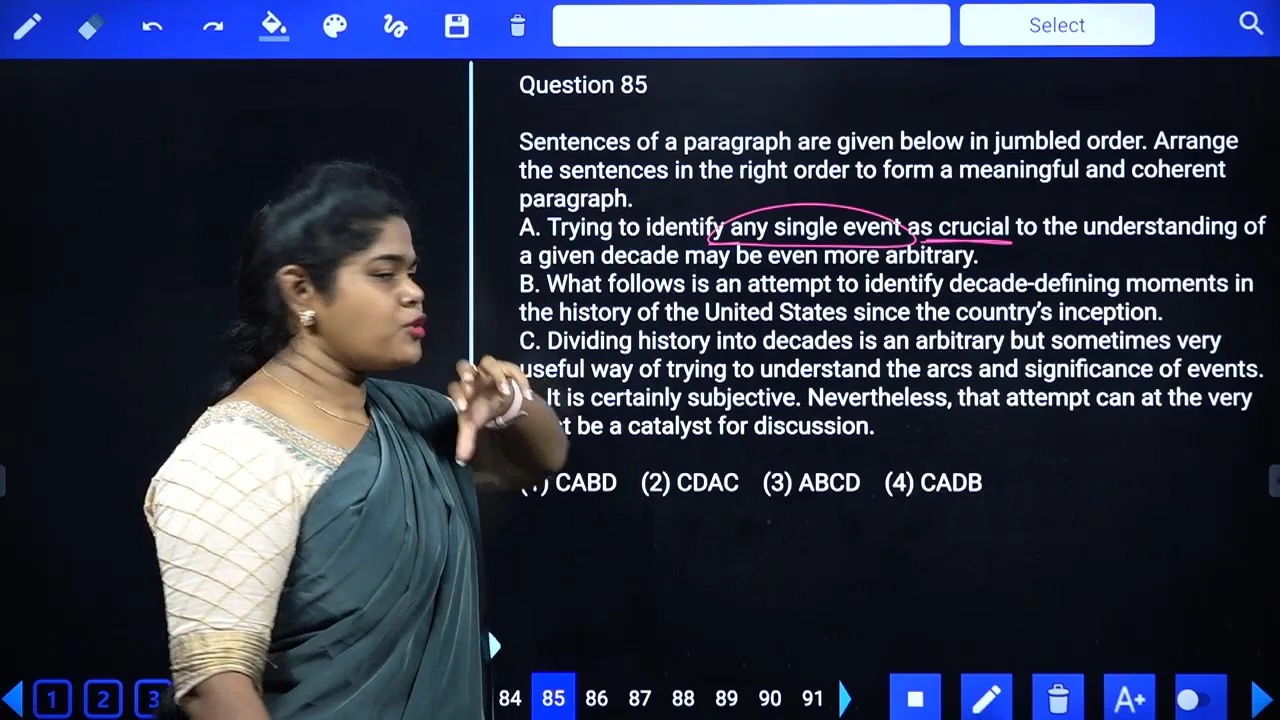 Select
Question 85
Sentences of a paragraph are given below in jumbled order. Arrange
the sentences in the right order to form a meaningful and coherent
paragraph.
A. Trying to identify any single event as crucial to the understanding of
a given decade may be even more arbitrary.
B. What follows is an attempt to identify decade-defining moments in
the history of the United States since the country's inception.
C. Dividing history into decades is an arbitrary but sometimes very
useful way of trying to understand the arcs and significance of events.
It is certainly subjective. Nevertheless, that attempt can at the very
be a catalyst for discussion.
(1) CABD (2) CDAC (3) ABCD (4) CADB
1 2 3 84 85 86 87 88 89 90 91 A+